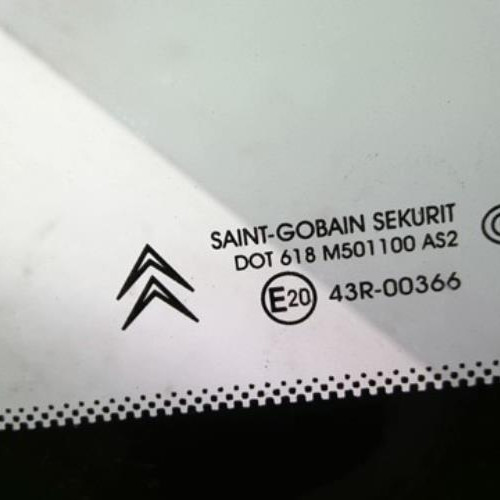 SAINT-GOBAIN SEKURIT
DOT 618 M501100 AS2
E20 43R-00366